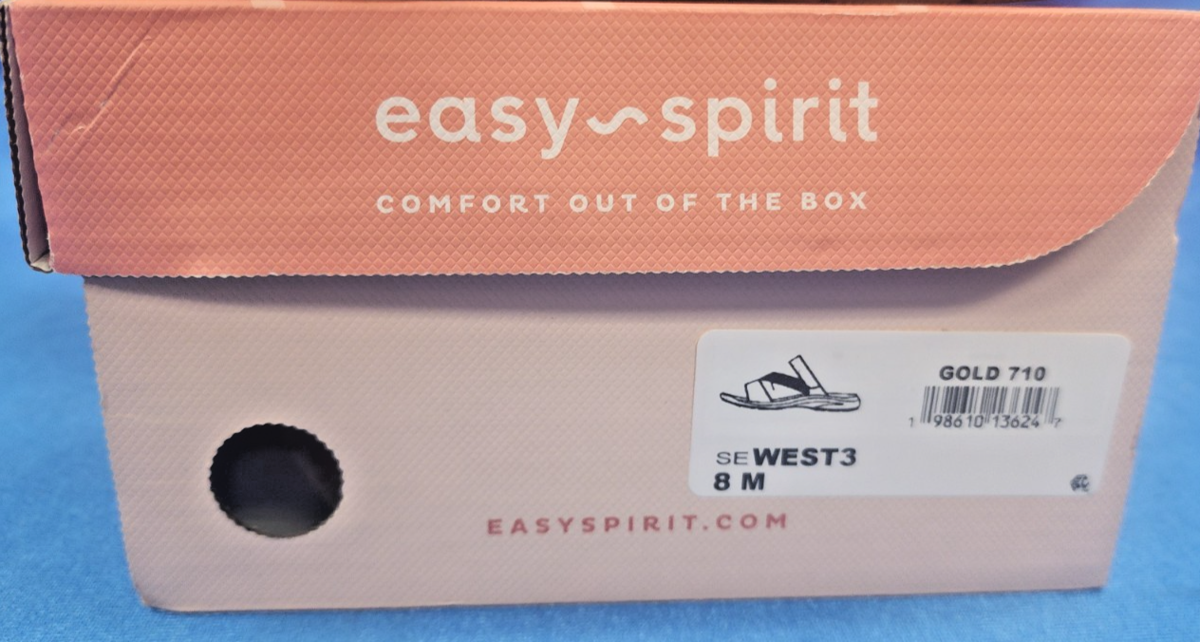 easy~spirit
COMFORT OUT OF THE BOX
GOLD 710
1 98610 13624 7
SE WEST3
8 M
EASYSPIRIT.COM